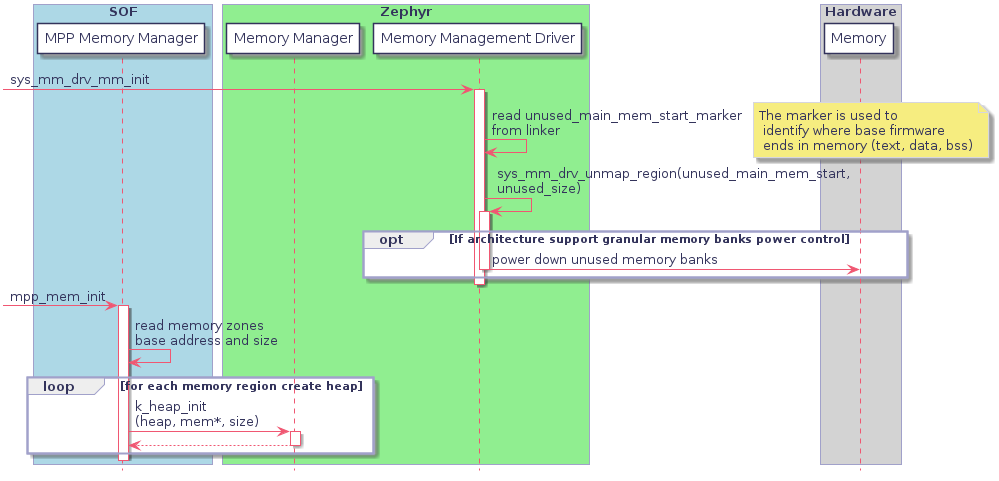 SOF
Zephyr
Hardware
MPP Memory Manager
Memory Manager
Memory Management Driver
Memory
sys_mm_drv_mm_init
read unused_main_mem_start_marker
from linker
The marker is used to
identify where base firmware
ends in memory (text, data, bss)
sys_mm_drv_unmap_region(unused_main_mem_start,
unused_size)
opt
[If architecture support granular memory banks power control]
power down unused memory banks
mpp_mem_init
read memory zones
base address and size
loop
[for each memory region create heap]
k_heap_init
(heap, mem*, size)